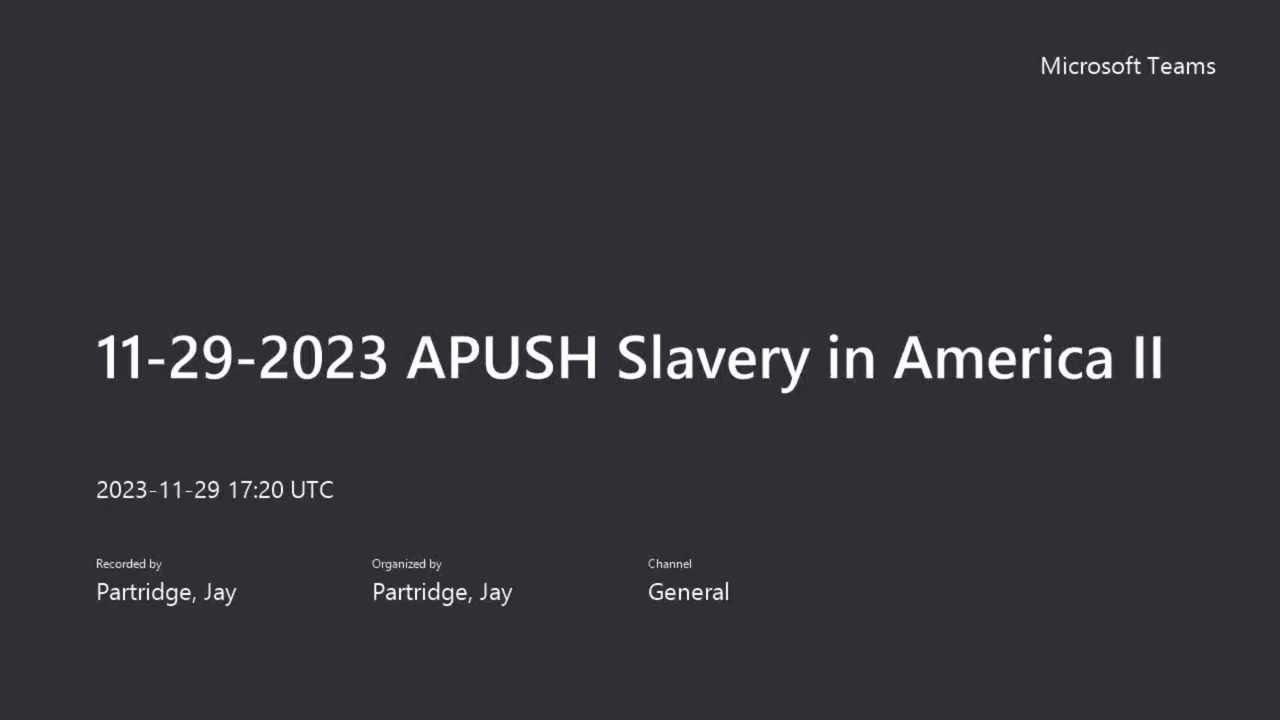 Microsoft Teams
11-29-2023 APUSH Slavery in America II
2023-11-29 17:20 UTC
Recorded by
Partridge, Jay
Organized by
Partridge, Jay
Channel
General